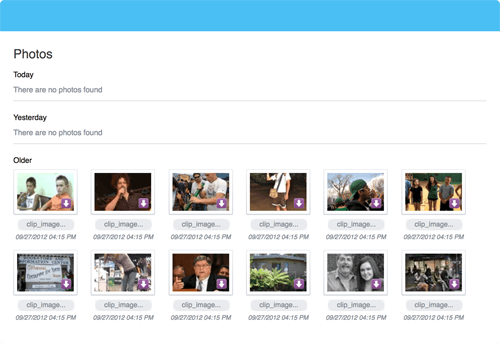 Photos
Today
There are no photos found
Yesterday
There are no photos found
Older
clip_image... clip_image... clip_image... clip_image... clip_image... clip_image...
09/27/2012 04:15 PM 09/27/2012 04:15 PM 09/27/2012 04:15 PM 09/27/2012 04:15 PM 09/27/2012 04:15 PM 09/27/2012 04:15 PM
INFORMATION CENTER
clip_image... clip_image... clip_image... clip_image... clip_image... clip_image...
09/27/2012 04:15 PM 09/27/2012 04:15 PM 09/27/2012 04:15 PM 09/27/2012 04:15 PM 09/27/2012 04:15 PM 09/27/2012 04:15 PM